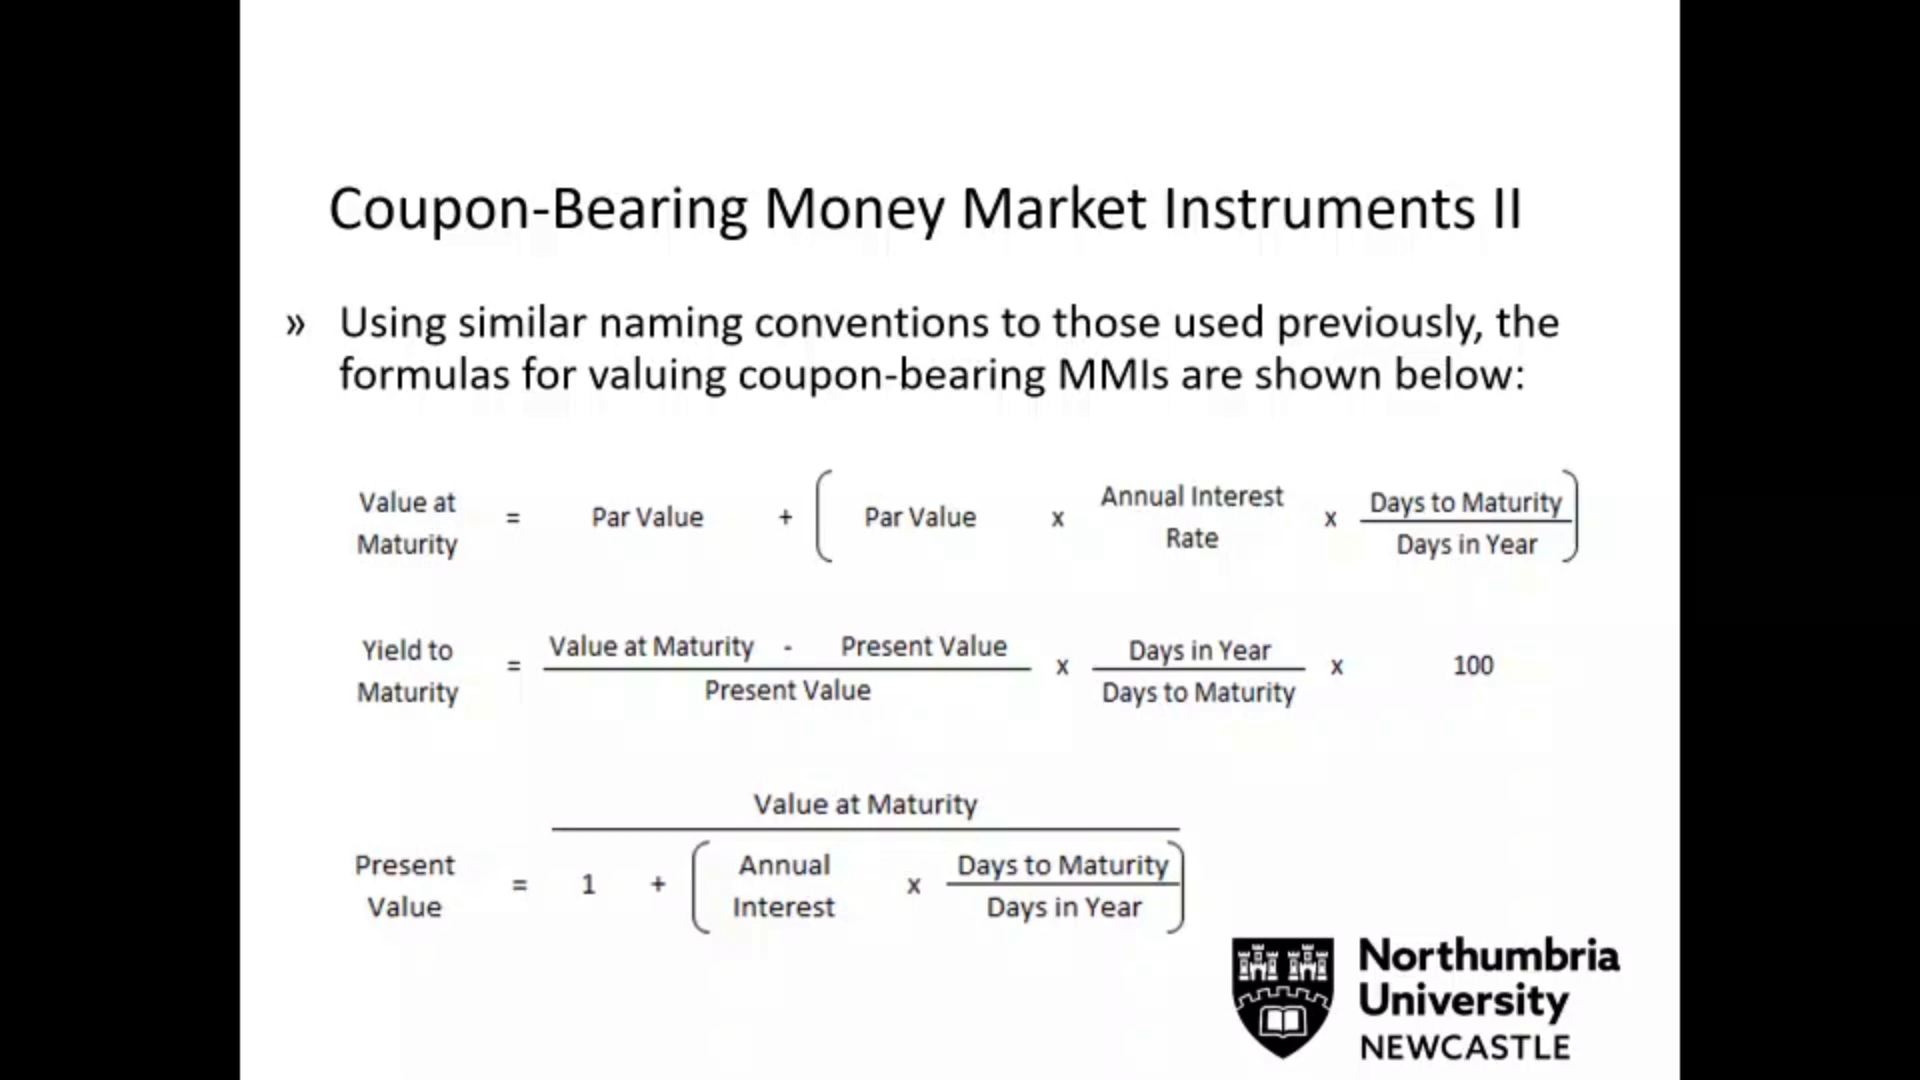 Coupon-Bearing Money Market Instruments II
» Using similar naming conventions to those used previously, the
formulas for valuing coupon-bearing MMIs are shown below:
Value at
Maturity
=
Par Value
+
( Par Value
x
Annual Interest
Rate
x
Days to Maturity
Days in Year )
Yield to
Maturity
=
Value at Maturity - Present Value
Present Value
x
Days in Year
Days to Maturity
x
100
Present
Value
=
Value at Maturity
1
+
( Annual
Interest
x
Days to Maturity
Days in Year )
Northumbria
University
NEWCASTLE